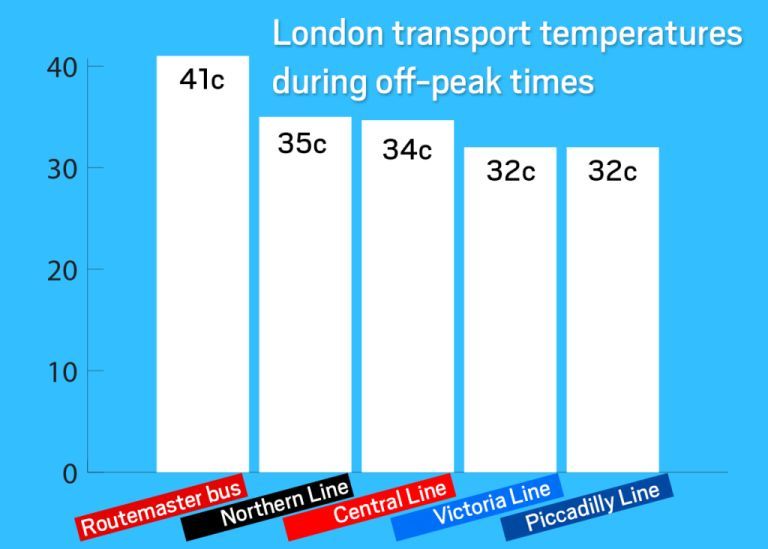 London transport temperatures
during off-peak times
40
30
20
10
0
41c
35c
34c
32c
32c
Routemaster bus
Northern Line
Central Line
Victoria Line
Piccadilly Line